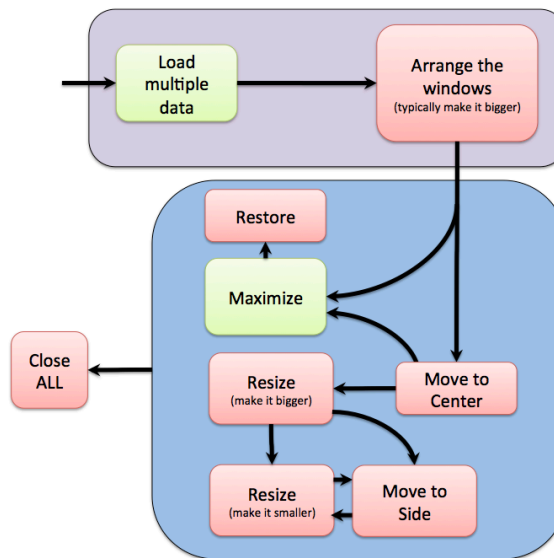 Load
multiple
data
Arrange the
windows
(typically make it bigger)
Restore
Maximize
Close
ALL
Resize
(make it bigger)
Move to
Center
Resize
(make it smaller)
Move to
Side